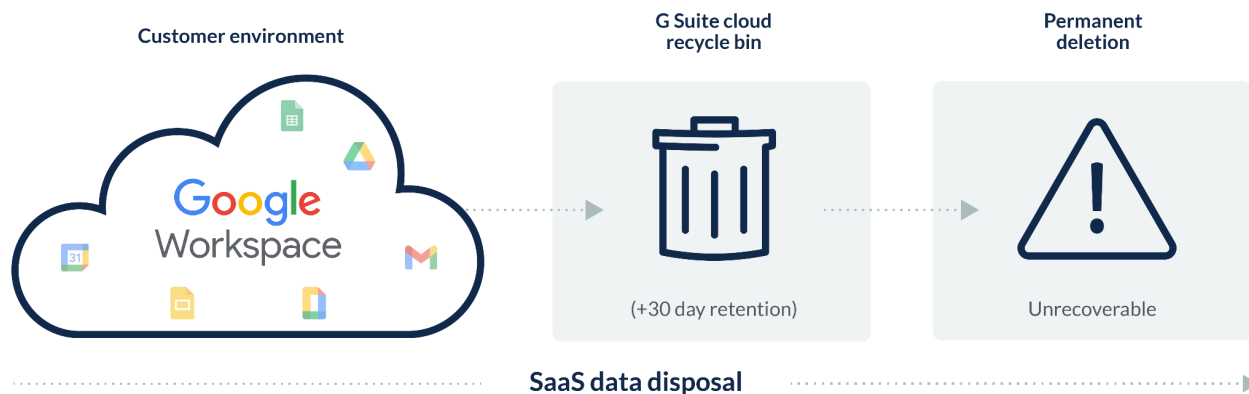 Customer environment
G Suite cloud
recycle bin
Permanent
deletion
Google
Workspace
31
(+30 day retention)
Unrecoverable
SaaS data disposal